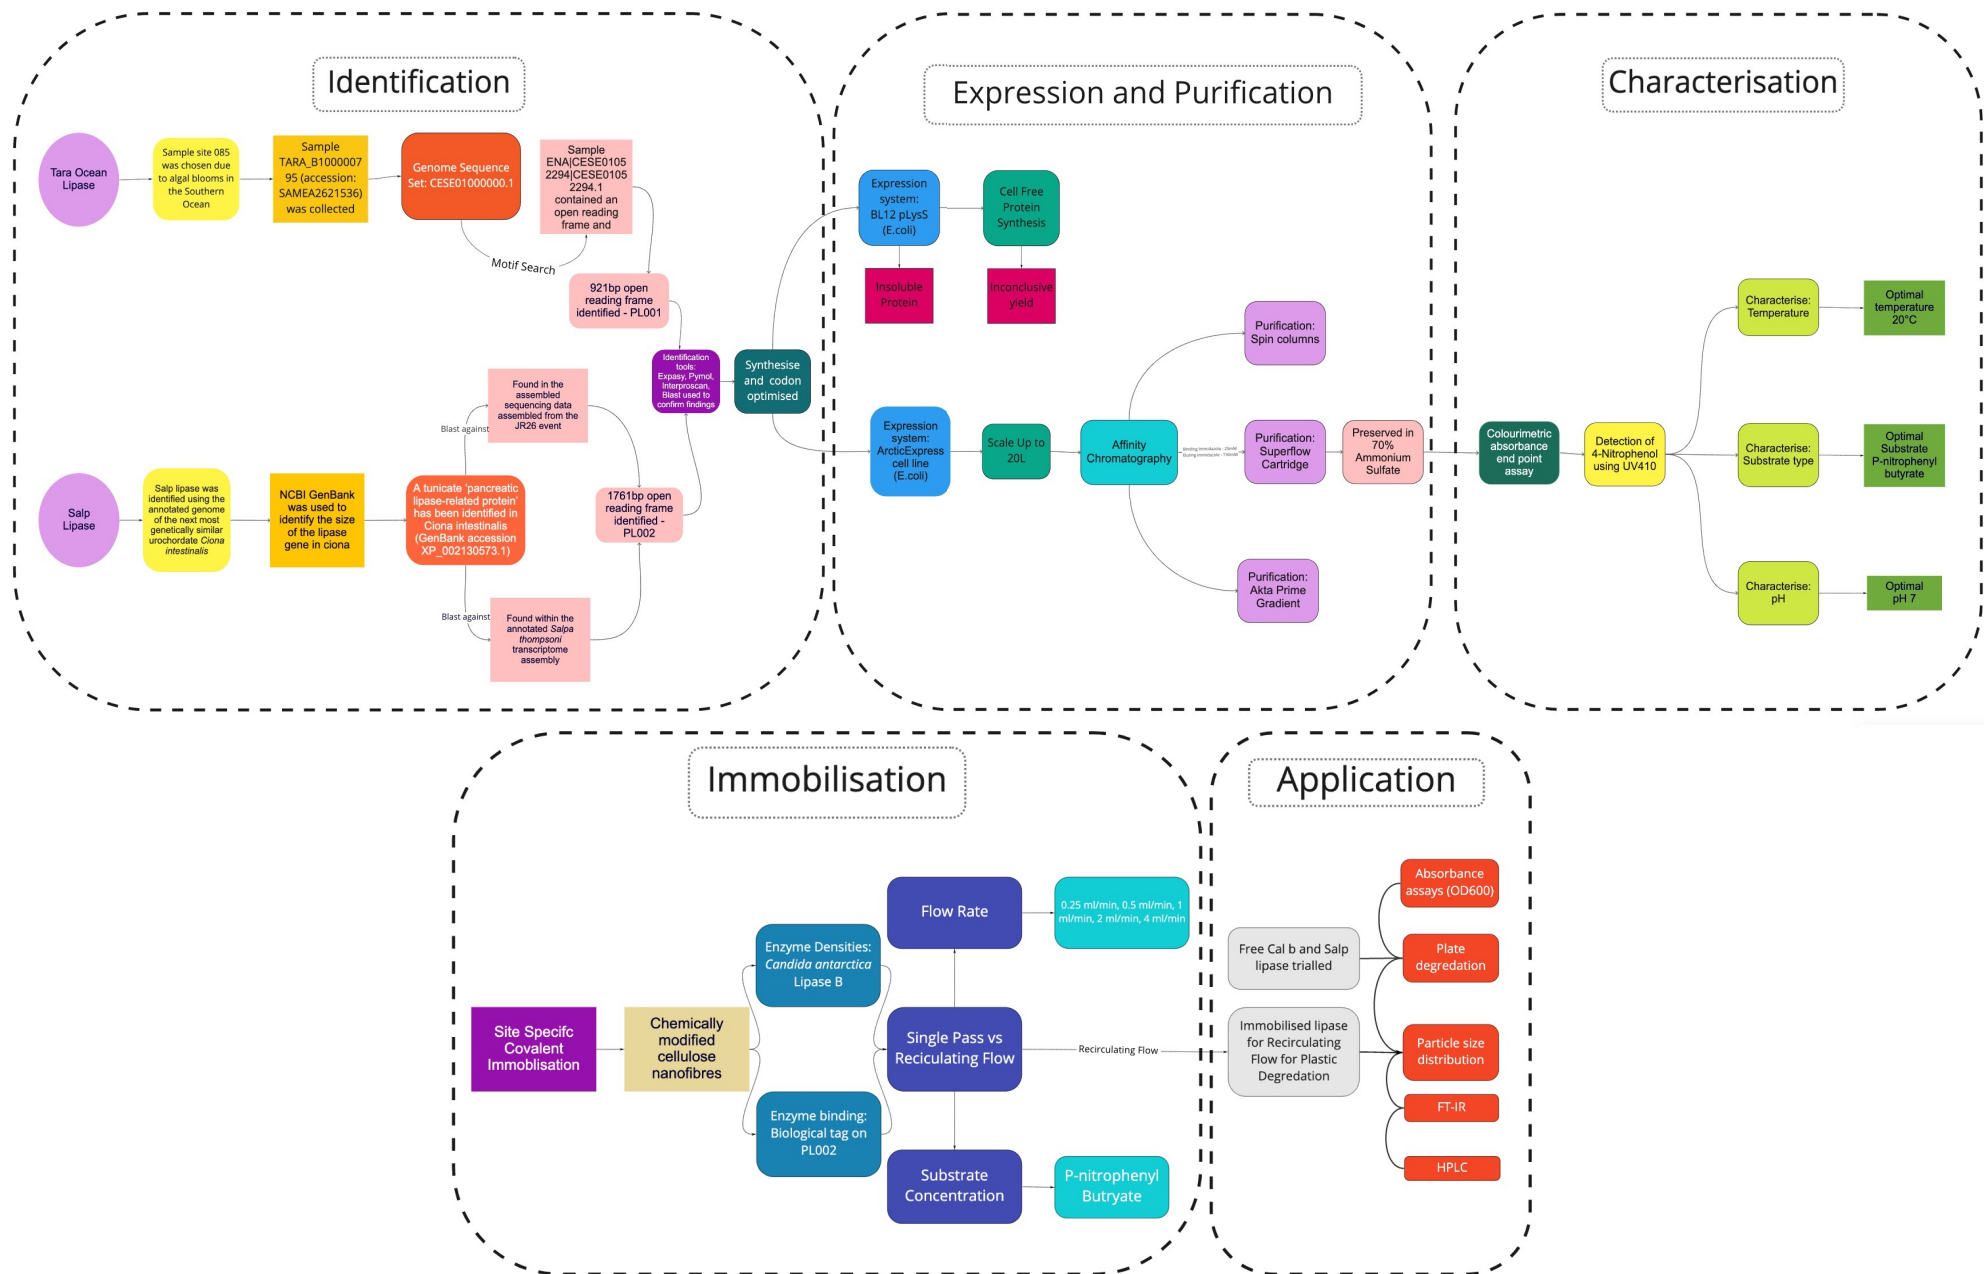 Identification
Tara Ocean
Lipase
Sample site 085
was chosen due
to algal blooms in
the Southern
Ocean
Sample
TARA_B1000007
95 (accession:
SAMEA2621536)
was collected
Genome Sequence
Set: CESE01000000.1
Motif Search
Sample
ENA|CESE0105
2294|CESE0105
2294.1
contained an
open reading
frame and
921bp open
reading frame
identified - PL001
Salp
Lipase
Salp lipase was
identified using the
annotated genome
of the next most
genetically similar
urochordate Ciona
intestinalis
NCBI GenBank
was used to
identify the size
of the lipase
gene in ciona
A tunicate 'pancreatic
lipase-related protein'
has been identified in
Ciona intestinalis
(GenBank accession
XP_002130573.1)
Blast against
Found in the
assembled
sequencing data
assembled from the
JR26 event
Blast against
Found within the
annotated Salpa
thompsoni
transcriptome
assembly
1761bp open
reading frame
identified -
PL002
Identification
tools:
Expasy, Pymol,
Interproscan,
Blast used to
confirm findings
Synthesise
and codon
optimised
Expression and Purification
Expression
system:
BL12 pLysS
(E.coli)
Cell Free
Protein
Synthesis
Insoluble
Protein
Inconclusive
yield
Expression
system:
ArcticExpress
cell line
(E.coli)
Scale Up to
20L
Affinity
Chromatography
Purification:
Spin columns
Purification:
Superflow
Cartridge
Purification:
Akta Prime
Gradient
Preserved in
70%
Ammonium
Sulfate
Characterisation
Colourimetric
absorbance
end point
assay
Detection of
4-Nitrophenol
using UV410
Characterise:
Temperature
Optimal
temperature
20°C
Characterise:
Substrate type
Optimal
Substrate
P-nitrophenyl
butyrate
Characterise:
pH
Optimal
pH 7
Immobilisation
Site Specifc
Covalent
Immoblisation
Chemically
modified
cellulose
nanofibres
Enzyme Densities:
Candida antarctica
Lipase B
Enzyme binding:
Biological tag on
PL002
Flow Rate
0.25 ml/min, 0.5 ml/min, 1
ml/min, 2 ml/min, 4 ml/min
Single Pass vs
Reciculating Flow
Recirculating Flow
Substrate
Concentration
P-nitrophenyl
Butryate
Application
Free Cal b and Salp
lipase trialled
Immobilised lipase
for Recirculating
Flow for Plastic
Degredation
Absorbance
assays (OD600)
Plate
degredation
Particle size
distribution
FT-IR
HPLC